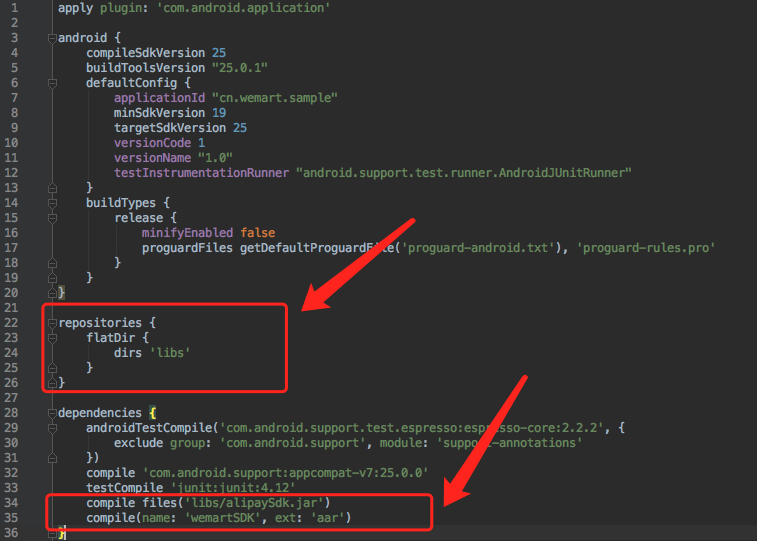 1 apply plugin: 'com.android.application'
2
3 android {
4 compileSdkVersion 25
5 buildToolsVersion "25.0.1"
6 defaultConfig {
7 applicationId "cn.wemart.sample"
8 minSdkVersion 19
9 targetSdkVersion 25
10 versionCode 1
11 versionName "1.0"
12 testInstrumentationRunner "android.support.test.runner.AndroidJUnitRunner"
13 }
14 buildTypes {
15 release {
16 minifyEnabled false
17 proguardFiles getDefaultProguardFile('proguard-android.txt'), 'proguard-rules.pro'
18 }
19 }
20 }
21
22 repositories {
23 flatDir {
24 dirs 'libs'
25 }
26 }
27
28 dependencies {
29 androidTestCompile('com.android.support.test.espresso:espresso-core:2.2.2', {
30 exclude group: 'com.android.support', module: 'support-annotations'
31 })
32 compile 'com.android.support:appcompat-v7:25.0.0'
33 testCompile 'junit:junit:4.12'
34 compile files('libs/alipaySdk.jar')
35 compile(name: 'wemartSDK', ext: 'aar')
36 }